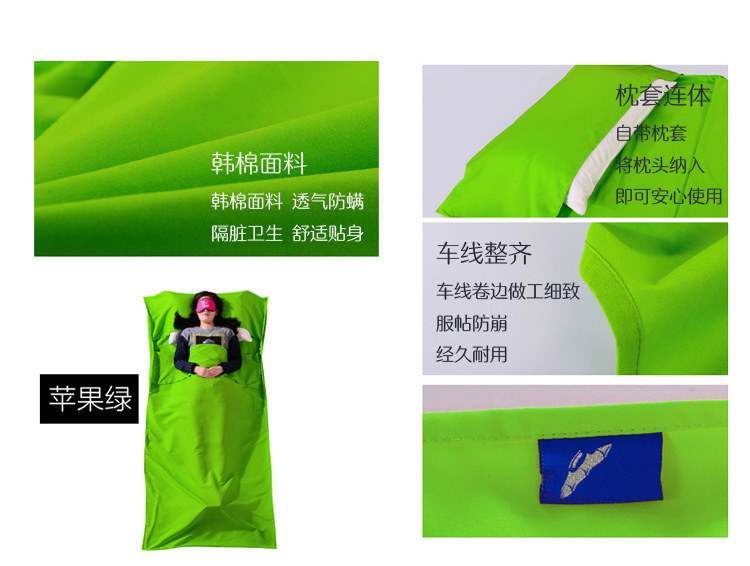 韩棉面料
韩棉面料 透气防螨
隔脏卫生 舒适贴身
枕套连体
自带枕套
将枕头纳入
即可安心使用
车线整齐
车线卷边做工细致
服帖防崩
经久耐用
苹果绿